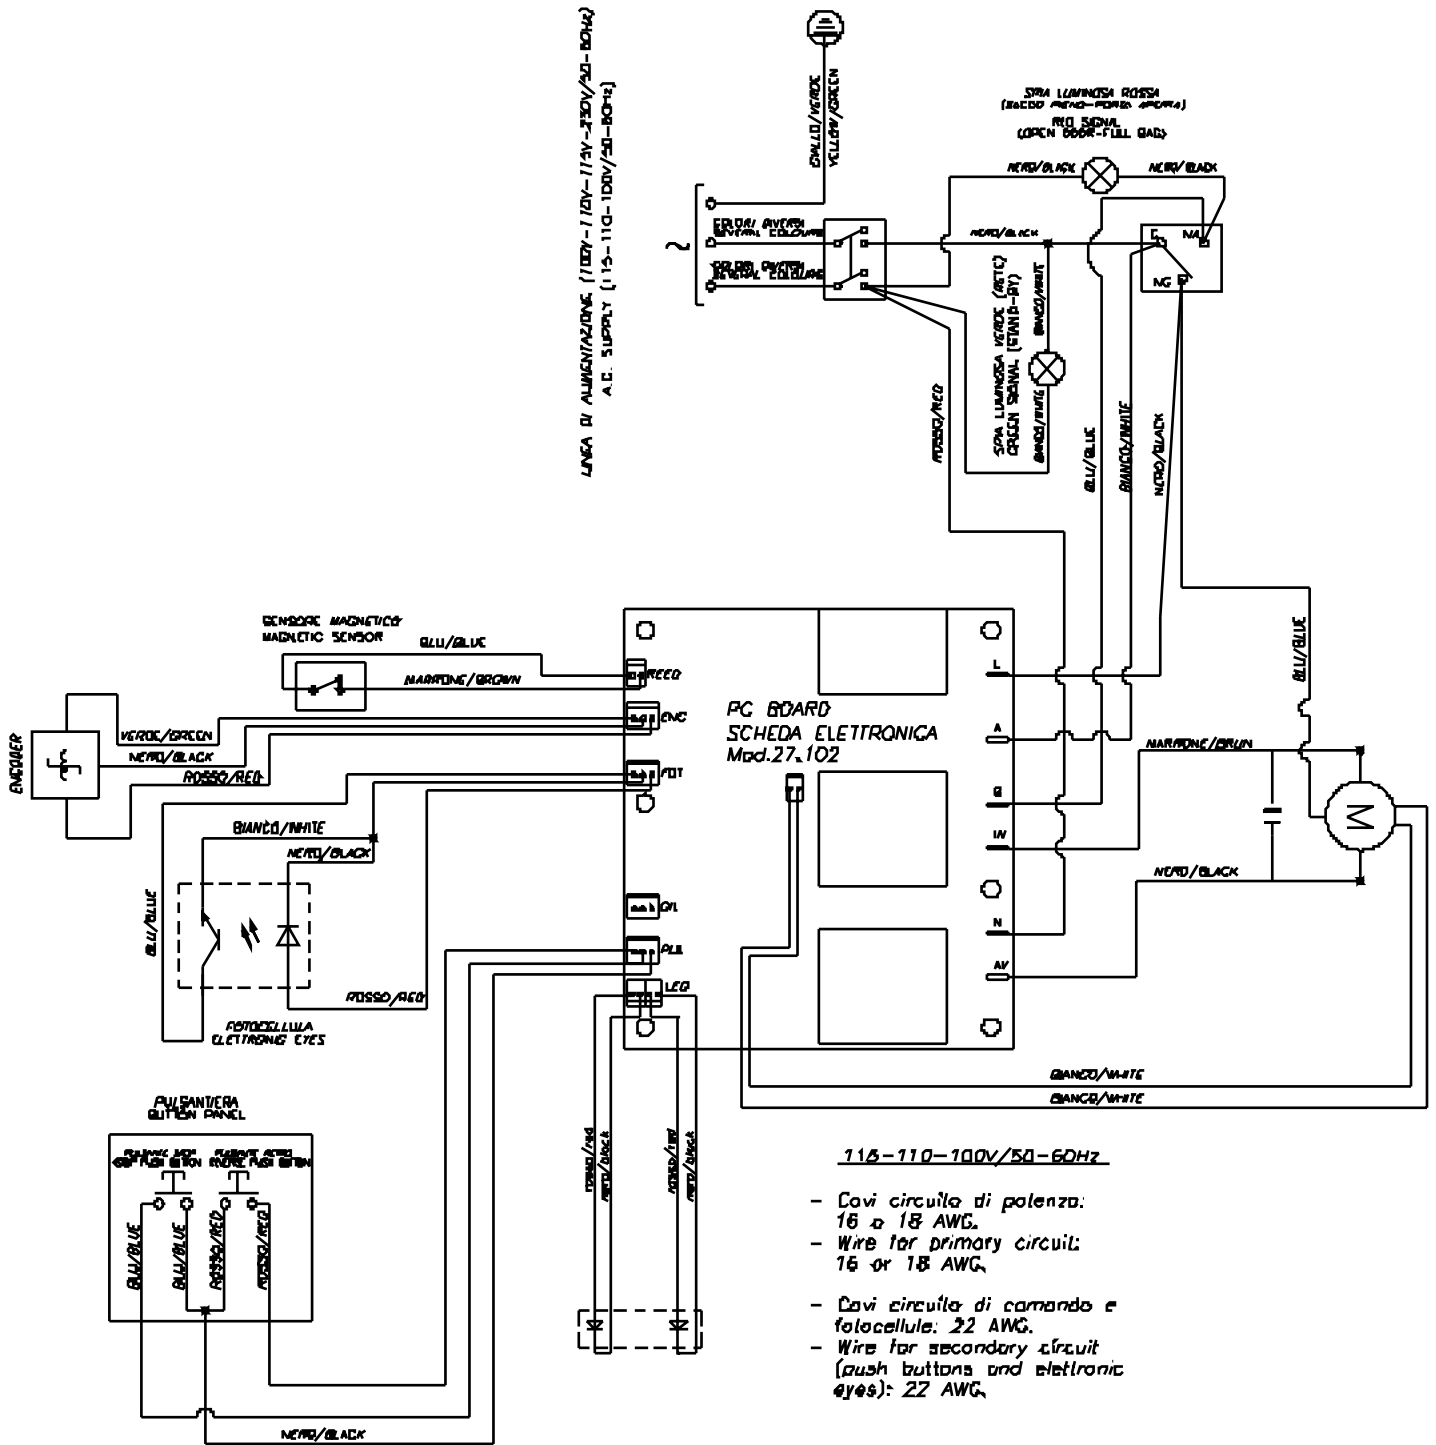 LINEA DI ALIMENTAZIONE (100V-110V-115V-230V/50-60Hz)
A.C. SUPPLY (115-110-100V/50-60Hz)
GIALLO/VERDE
YELLOW/GREEN
SPIA LUMINOSA ROSSA
(SACCO PIENO-PORTA APERTA)
RED SIGNAL
(OPEN DOOR-FULL BAG)
NERO/BLACK
NERO/BLACK
COLORI DIVERSI
SEVERAL COLOURS
NERO/BLACK
C
NA
COLORI DIVERSI
SEVERAL COLOURS
NC
SPIA LUMINOSA VERDE (RETE)
GREEN SIGNAL (STAND-BY)
BIANCO/WHITE
BIANCO/WHITE
ROSSO/RED
BLU/BLUE
BIANCO/WHITE
NERO/BLACK
BLU/BLUE
SENSORE MAGNETICO
MAGNETIC SENSOR
BLU/BLUE
MARRONE/BROWN
REED
ENC
FOT
L
A
IN
N
AV
PC BOARD
SCHEDA ELETTRONICA
Mod.27.102
ENCODER
VERDE/GREEN
NERO/BLACK
ROSSO/RED
MARRONE/BRUN
M
BIANCO/WHITE
NERO/BLACK
NERO/BLACK
BLU/BLUE
PUL
LED
ROSSO/RED
FOTOCELLULA
ELETTRONIC EYES
BIANCO/WHITE
BIANCO/WHITE
PULSANTIERA
BUTTON PANEL
BLU/BLUE
BLU/BLUE
ROSSO/RED
ROSSO/RED
NERO/BLACK
rosso/red
nero/black
rosso/red
nero/black
115-110-100V/50-60Hz
- Cavi circuito di potenza:
16 o 18 AWG.
- Wire for primary circuit:
16 or 18 AWG.
- Cavi circuito di comando e
fotocellule: 22 AWG.
- Wire for secondary circuit
(push buttons and elettronic
eyes): 22 AWG.